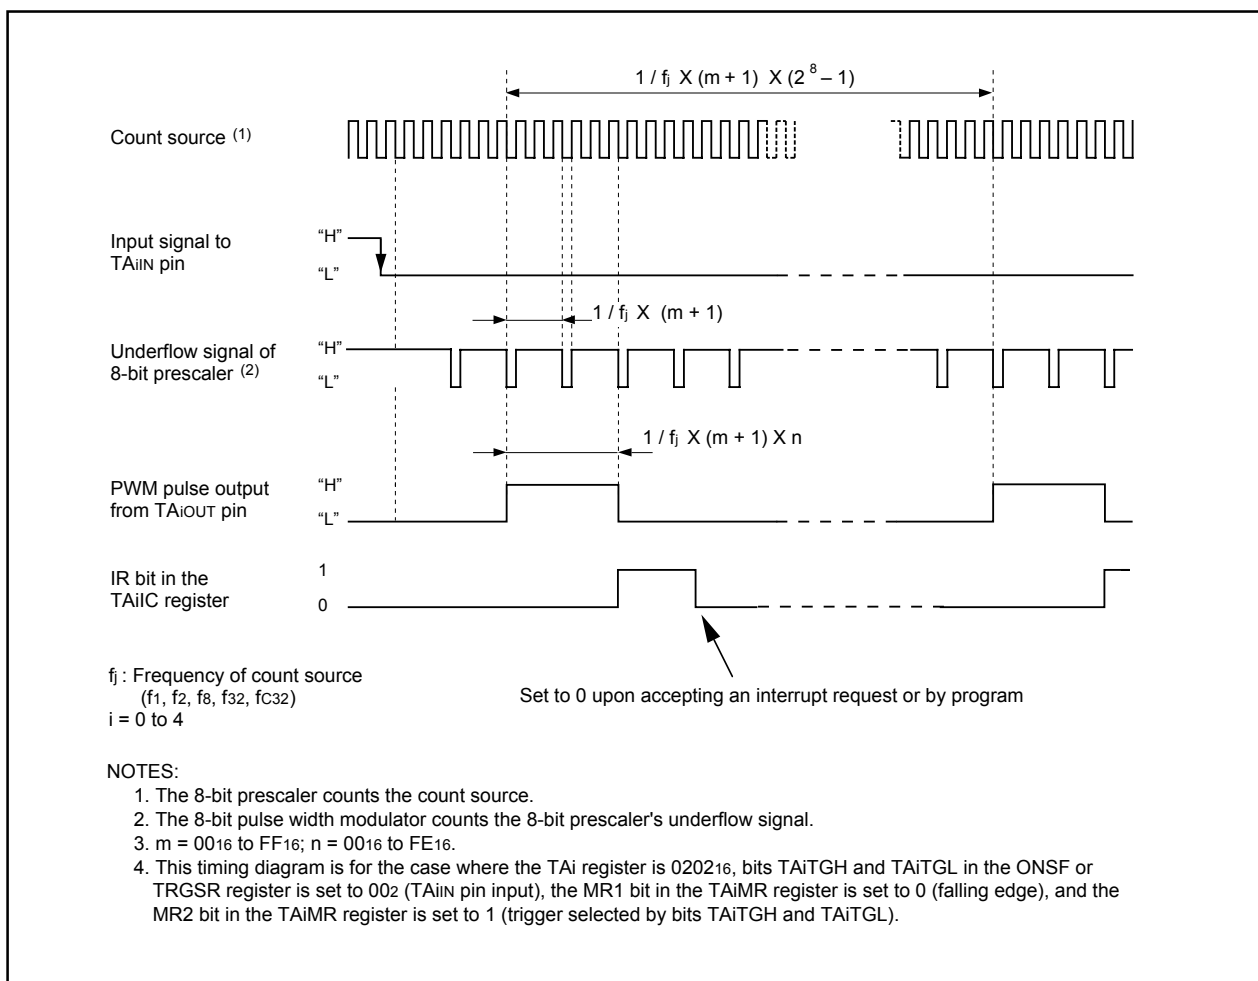 1 / fj X (m + 1) X (2 8 – 1)
Count source (1)
Input signal to
TAiIN pin
“H”
“L”
1 / fj X (m + 1)
Underflow signal of
8-bit prescaler (2)
“H”
“L”
1 / fj X (m + 1) X n
PWM pulse output
from TAiOUT pin
“H”
“L”
IR bit in the
TAiIC register
1
0
fj : Frequency of count source
(f1, f2, f8, f32, fC32)
i = 0 to 4
Set to 0 upon accepting an interrupt request or by program
NOTES:
1. The 8-bit prescaler counts the count source.
2. The 8-bit pulse width modulator counts the 8-bit prescaler's underflow signal.
3. m = 0016 to FF16; n = 0016 to FE16.
4. This timing diagram is for the case where the TAi register is 020216, bits TAiTGH and TAiTGL in the ONSF or
TRGSR register is set to 002 (TAiIN pin input), the MR1 bit in the TAiMR register is set to 0 (falling edge), and the
MR2 bit in the TAiMR register is set to 1 (trigger selected by bits TAiTGH and TAiTGL).